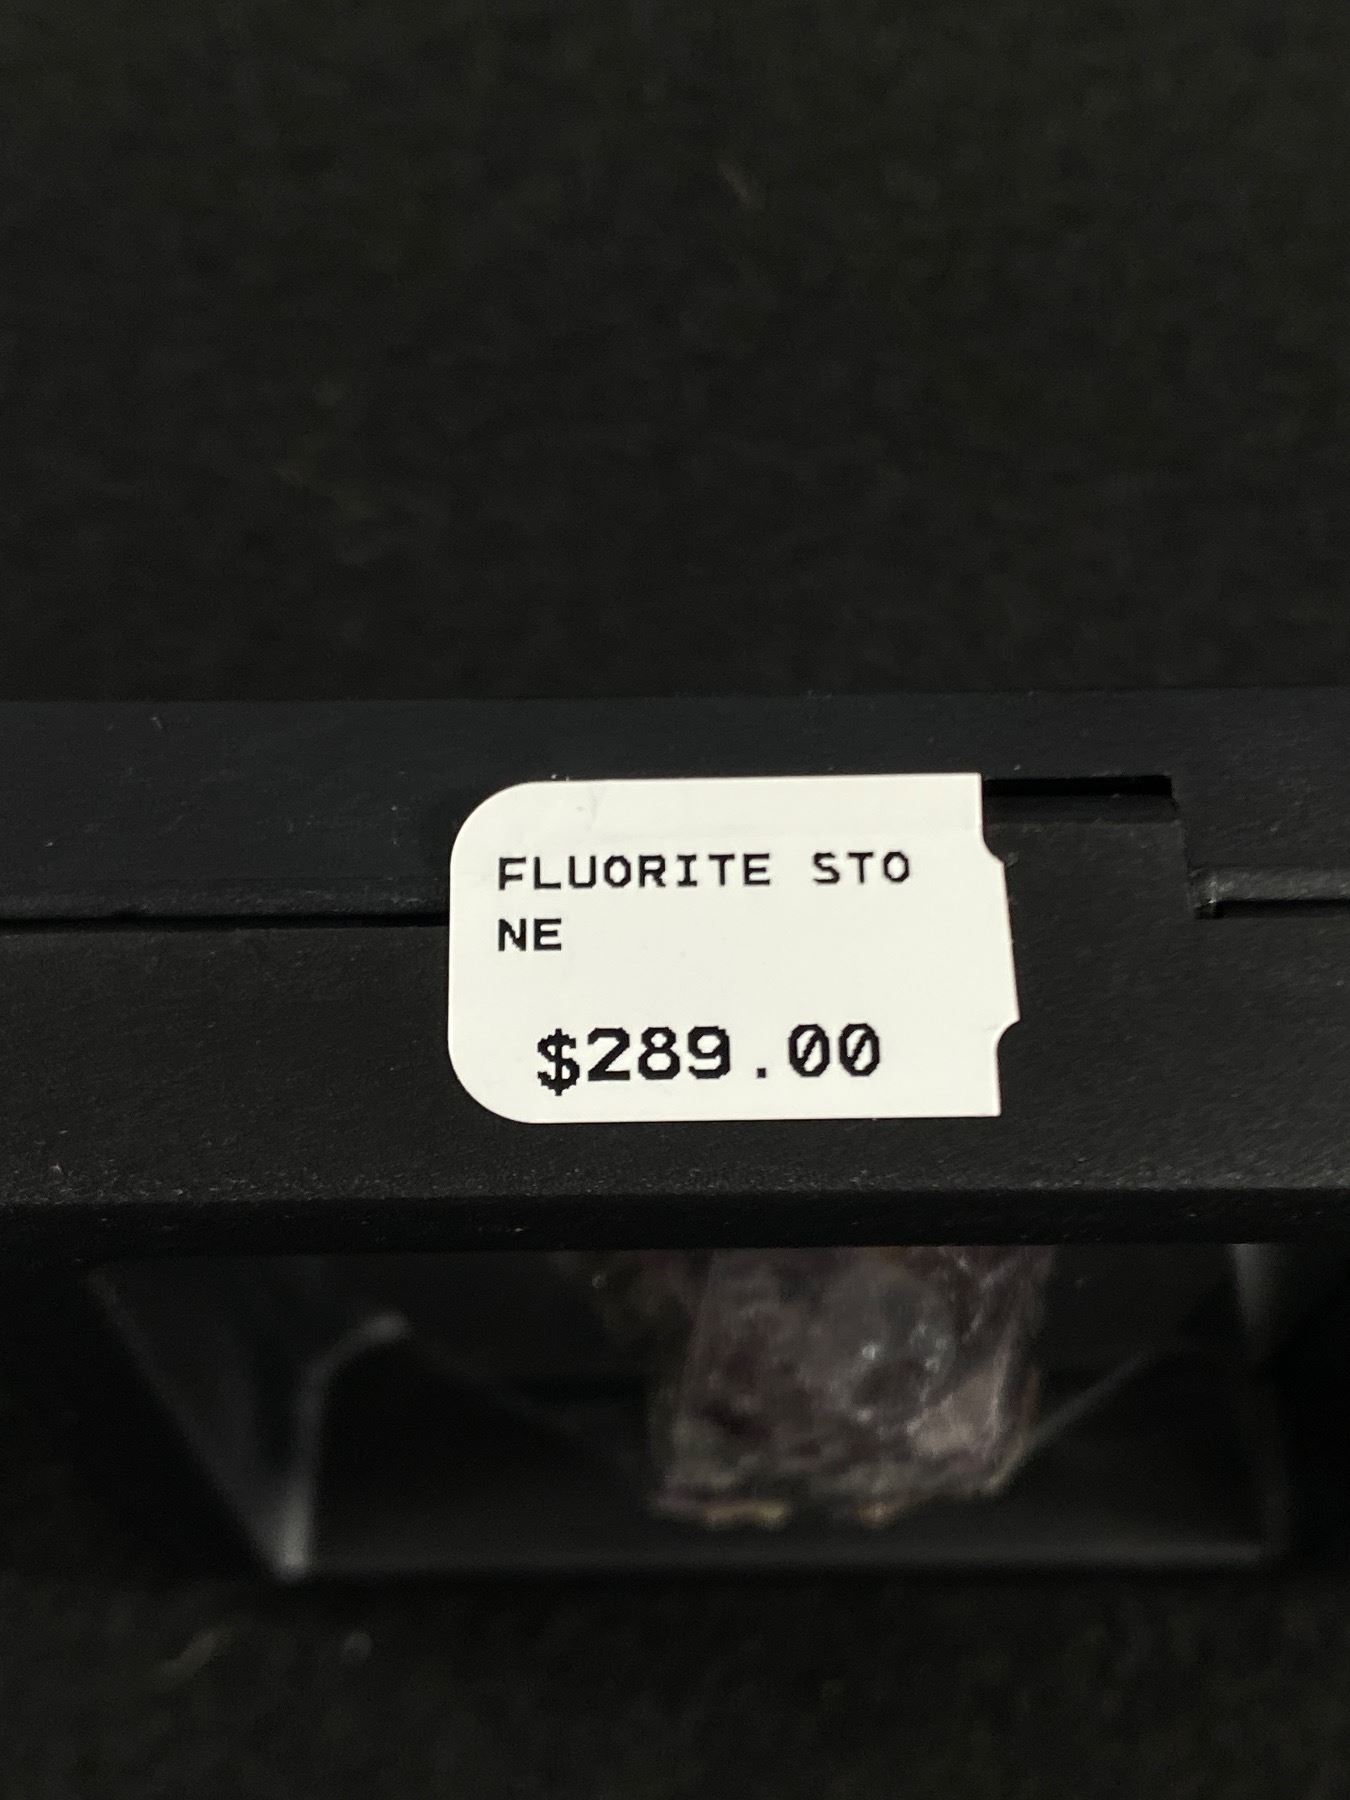 FLUORITE STO
NE
$289.00